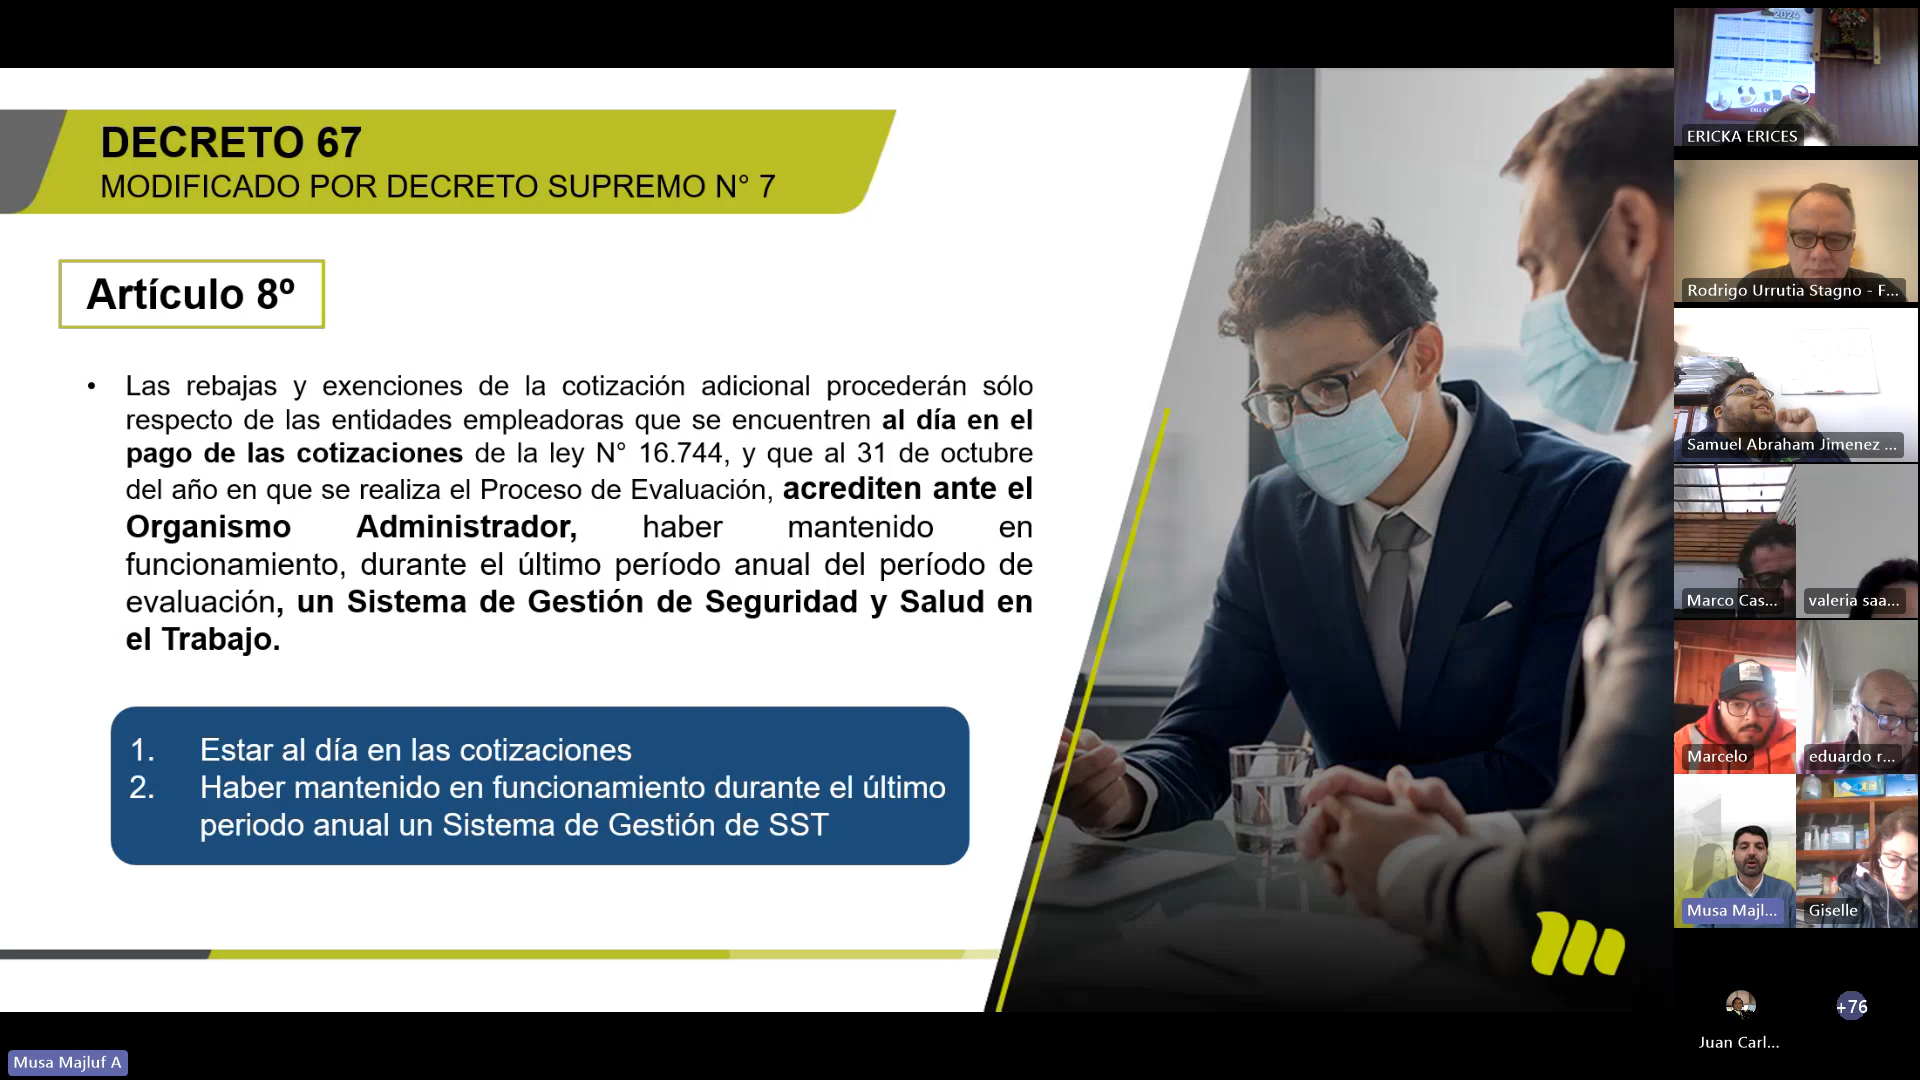 DECRETO 67
MODIFICADO POR DECRETO SUPREMO N° 7
Artículo 8º
• Las rebajas y exenciones de la cotización adicional procederán sólo
respecto de las entidades empleadoras que se encuentren al día en el
pago de las cotizaciones de la ley N° 16.744, y que al 31 de octubre
del año en que se realiza el Proceso de Evaluación, acrediten ante el
Organismo Administrador, haber mantenido en
funcionamiento, durante el último período anual del período de
evaluación, un Sistema de Gestión de Seguridad y Salud en
el Trabajo.
1. Estar al día en las cotizaciones
2. Haber mantenido en funcionamiento durante el último
periodo anual un Sistema de Gestión de SST
Musa Majluf A
2024
ERICKA ERICES
Rodrigo Urrutia Stagno - F...
Samuel Abraham Jimenez ...
Marco Cas...
valeria saa...
Marcelo
eduardo r...
Musa Majl...
Giselle
Juan Carl...
+76